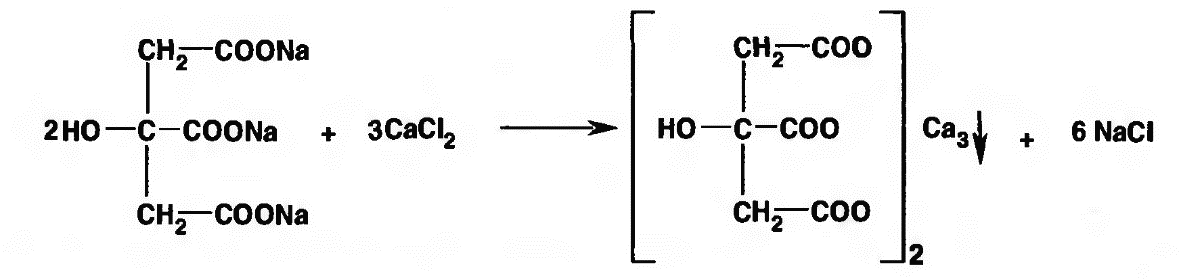 CH₂—COONa CH₂—COO
2HO—C—COONa + 3CaCl₂ ⟶ HO—C—COO Ca₃↓ + 6 NaCl
CH₂—COONa CH₂—COO
2